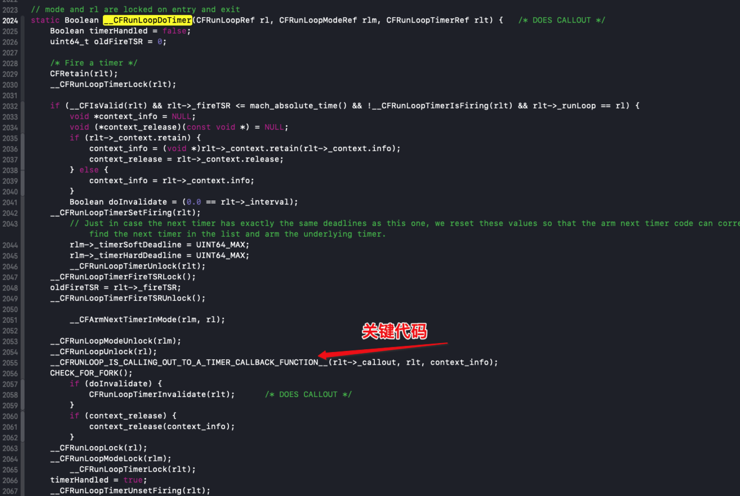 2023 // mode and rl are locked on entry and exit
2024 static Boolean __CFRunLoopDoTimer(CFRunLoopRef rl, CFRunLoopModeRef rlm, CFRunLoopTimerRef rlt) { /* DOES CALLOUT */
2025 Boolean timerHandled = false;
2026 uint64_t oldFireTSR = 0;
2027
2028 /* Fire a timer */
2029 CFRetain(rlt);
2030 __CFRunLoopTimerLock(rlt);
2031
2032 if (__CFIsValid(rlt) && rlt->_fireTSR <= mach_absolute_time() && !__CFRunLoopTimerIsFiring(rlt) && rlt->_runLoop == rl) {
2033 void *context_info = NULL;
2034 void (*context_release)(const void *) = NULL;
2035 if (rlt->_context.retain) {
2036 context_info = (void *)rlt->_context.retain(rlt->_context.info);
2037 context_release = rlt->_context.release;
2038 } else {
2039 context_info = rlt->_context.info;
2040 }
2041 Boolean doInvalidate = (0.0 == rlt->_interval);
2042 __CFRunLoopTimerSetFiring(rlt);
2043 // Just in case the next timer has exactly the same deadlines as this one, we reset these values so that the arm next timer code can corre
find the next timer in the list and arm the underlying timer.
2044 rlm->_timerSoftDeadline = UINT64_MAX;
2045 rlm->_timerHardDeadline = UINT64_MAX;
2046 __CFRunLoopTimerUnlock(rlt);
2047 __CFRunLoopTimerFireTSRLock();
2048 oldFireTSR = rlt->_fireTSR;
2049 __CFRunLoopTimerFireTSRUnlock();
2050
2051 __CFArmNextTimerInMode(rlm, rl);
2052
关键代码
2053 __CFRunLoopModeUnlock(rlm);
2054 __CFRunLoopUnlock(rl);
2055 __CFRUNLOOP_IS_CALLING_OUT_TO_A_TIMER_CALLBACK_FUNCTION__(rlt->_callout, rlt, context_info);
2056 CHECK_FOR_FORK();
2057 if (doInvalidate) {
2058 CFRunLoopTimerInvalidate(rlt); /* DOES CALLOUT */
2059 }
2060 if (context_release) {
2061 context_release(context_info);
2062 }
2063 __CFRunLoopLock(rl);
2064 __CFRunLoopModeLock(rlm);
2065 __CFRunLoopTimerLock(rlt);
2066 timerHandled = true;
2067 __CFRunLoopTimerUnsetFiring(rlt);